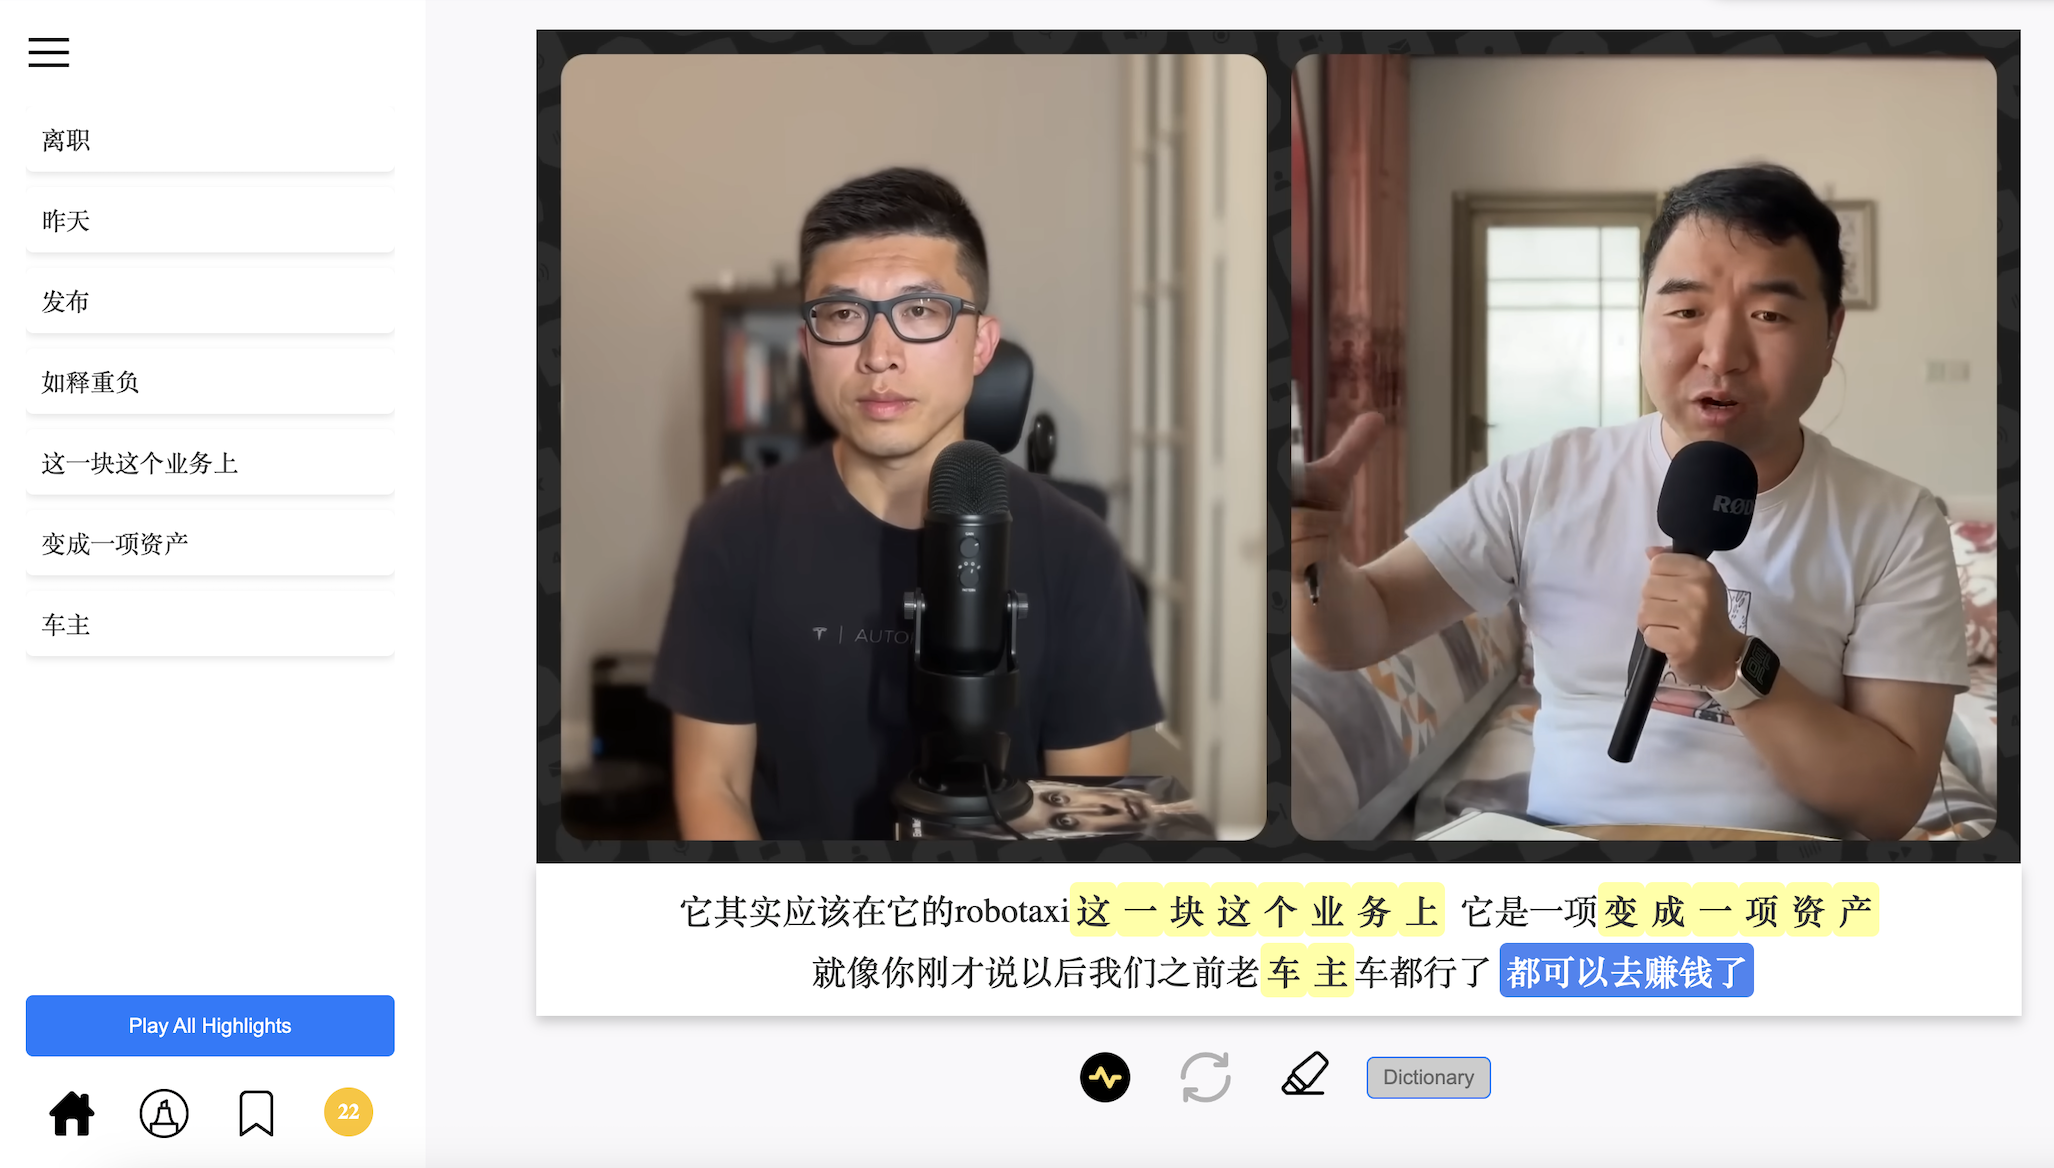 离职
昨天
发布
如释重负
这一块这个业务上
变成一项资产
车主
Play All Highlights
22
AUTO
RØD
它其实应该在它的robotaxi这一块这个业务上 它是一项变成一项资产
就像你刚才说以后我们之前老车主车都行了 都可以去赚钱了
Dictionary